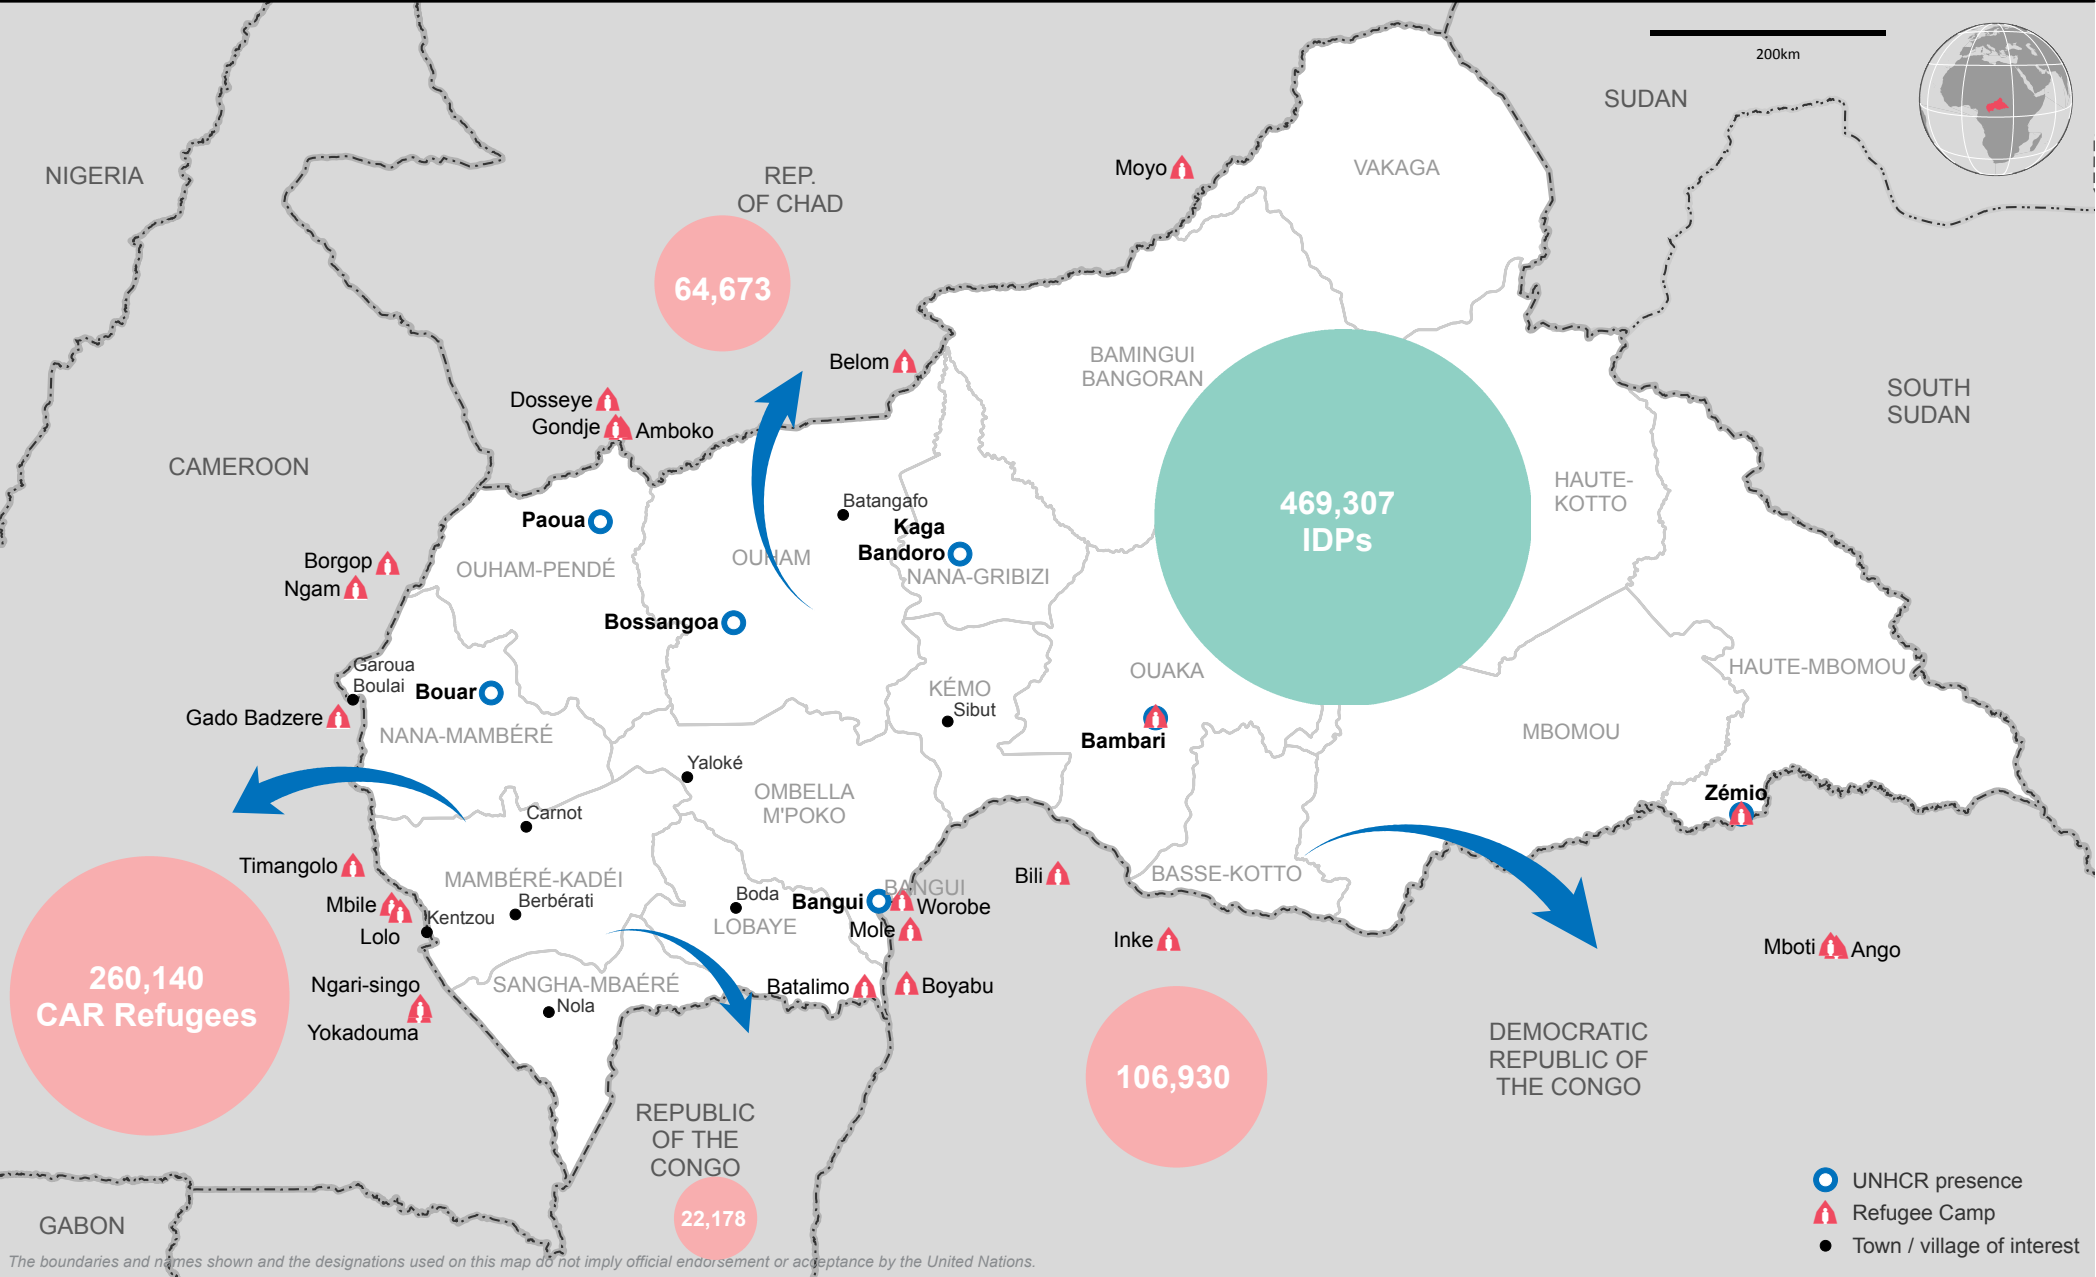 200km
SUDAN
NIGERIA
REP.
OF CHAD
Moyo
VAKAGA
64,673
BAMINGUI
BANGORAN
Belom
SOUTH
SUDAN
Dosseye
Gondje
Amboko
CAMEROON
HAUTE-
KOTTO
469,307
IDPs
Batangafo
Paoua
Kaga
Bandoro
OUHAM
Borgop
OUHAM-PENDÉ
NANA-GRIBIZI
Ngam
Bossangoa
Garoua
Boulai
Bouar
OUAKA
HAUTE-MBOMOU
KÉMO
Sibut
Gado Badzere
NANA-MAMBÉRÉ
Bambari
MBOMOU
Yaloké
OMBELLA
M'POKO
Zémio
Carnot
Timangolo
MAMBÉRÉ-KADÉI
Berbérati
Bili
BASSE-KOTTO
BANGUI
Boda
Bangui
Worobe
Mbile
Kentzou
LOBAYE
Mole
Lolo
Inke
Mboti
Ango
260,140
CAR Refugees
Ngari-singo
SANGHA-MBAÉRÉ
Nola
Batalimo
Boyabu
Yokadouma
DEMOCRATIC
REPUBLIC OF
THE CONGO
106,930
REPUBLIC
OF THE
CONGO
22,178
GABON
UNHCR presence
Refugee Camp
Town / village of interest
The boundaries and names shown and the designations used on this map do not imply official endorsement or acceptance by the United Nations.